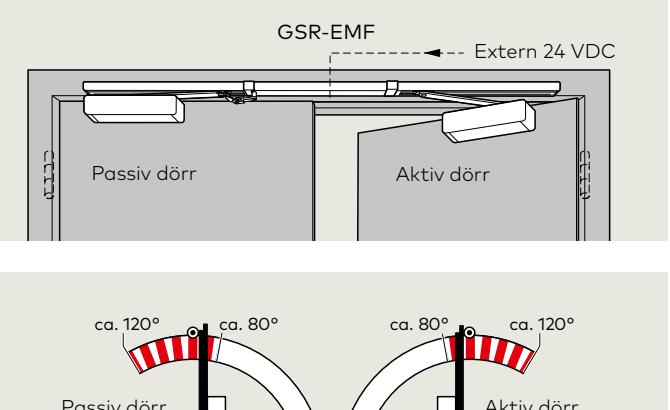 GSR-EMF
Extern 24 VDC
Passiv dörr
Aktiv dörr
ca. 120°
ca. 80°
ca. 80°
ca. 120°
Passiv dörr
Aktiv dörr